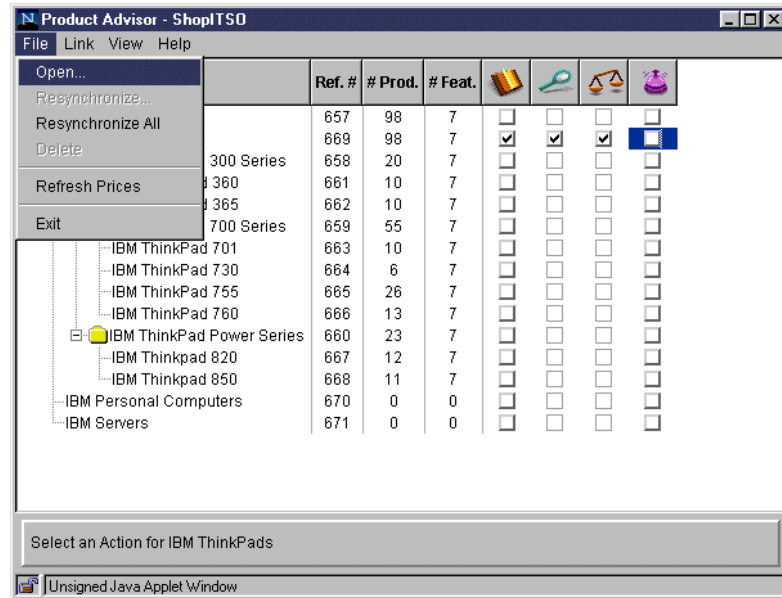 Product Advisor - ShopITSO
File Link View Help
Open...
Resynchronize...
Resynchronize All
Delete
Refresh Prices
Exit
Ref. # # Prod. # Feat.
657 98 7
669 98 7
300 Series 658 20 7
360 661 10 7
365 662 10 7
700 Series 659 55 7
IBM ThinkPad 701 663 10 7
IBM ThinkPad 730 664 6 7
IBM ThinkPad 755 665 26 7
IBM ThinkPad 760 666 13 7
IBM ThinkPad Power Series 660 23 7
IBM Thinkpad 820 667 12 7
IBM Thinkpad 850 668 11 7
IBM Personal Computers 670 0 0
IBM Servers 671 0 0
Select an Action for IBM ThinkPads
Unsigned Java Applet Window